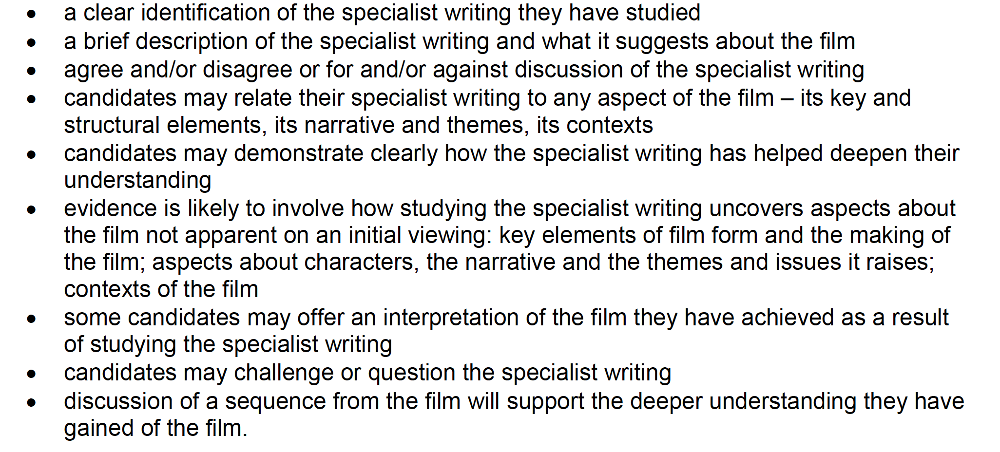 • a clear identification of the specialist writing they have studied
• a brief description of the specialist writing and what it suggests about the film
• agree and/or disagree or for and/or against discussion of the specialist writing
• candidates may relate their specialist writing to any aspect of the film – its key and
structural elements, its narrative and themes, its contexts
• candidates may demonstrate clearly how the specialist writing has helped deepen their
understanding
• evidence is likely to involve how studying the specialist writing uncovers aspects about
the film not apparent on an initial viewing: key elements of film form and the making of
the film; aspects about characters, the narrative and the themes and issues it raises;
contexts of the film
• some candidates may offer an interpretation of the film they have achieved as a result
of studying the specialist writing
• candidates may challenge or question the specialist writing
• discussion of a sequence from the film will support the deeper understanding they have
gained of the film.